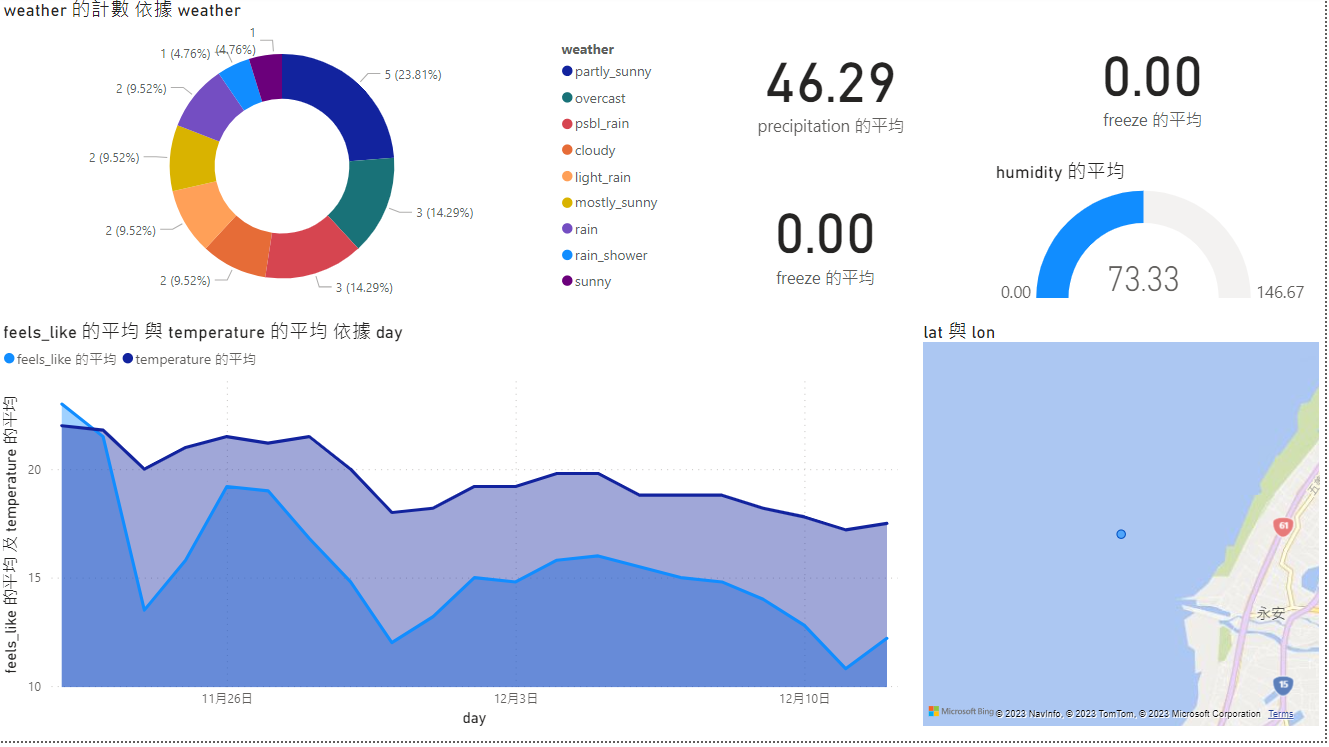 weather 的計數 依據 weather
1
1 (4.76%)
(4.76%)
5 (23.81%)
2 (9.52%)
2 (9.52%)
3 (14.29%)
2 (9.52%)
2 (9.52%)
3 (14.29%)
weather
partly_sunny
overcast
psbl_rain
cloudy
light_rain
mostly_sunny
rain
rain_shower
sunny
46.29
precipitation 的平均
0.00
freeze 的平均
0.00
freeze 的平均
humidity 的平均
73.33
0.00
146.67
feels_like 的平均 與 temperature 的平均 依據 day
feels_like 的平均 temperature 的平均
feels_like 的平均 及 temperature 的平均
20
15
10
11月26日
12月3日
12月10日
day
lat 與 lon
61
永安
15
Microsoft Bing
© 2023 NavInfo, © 2023 TomTom, © 2023 Microsoft Corporation Terms